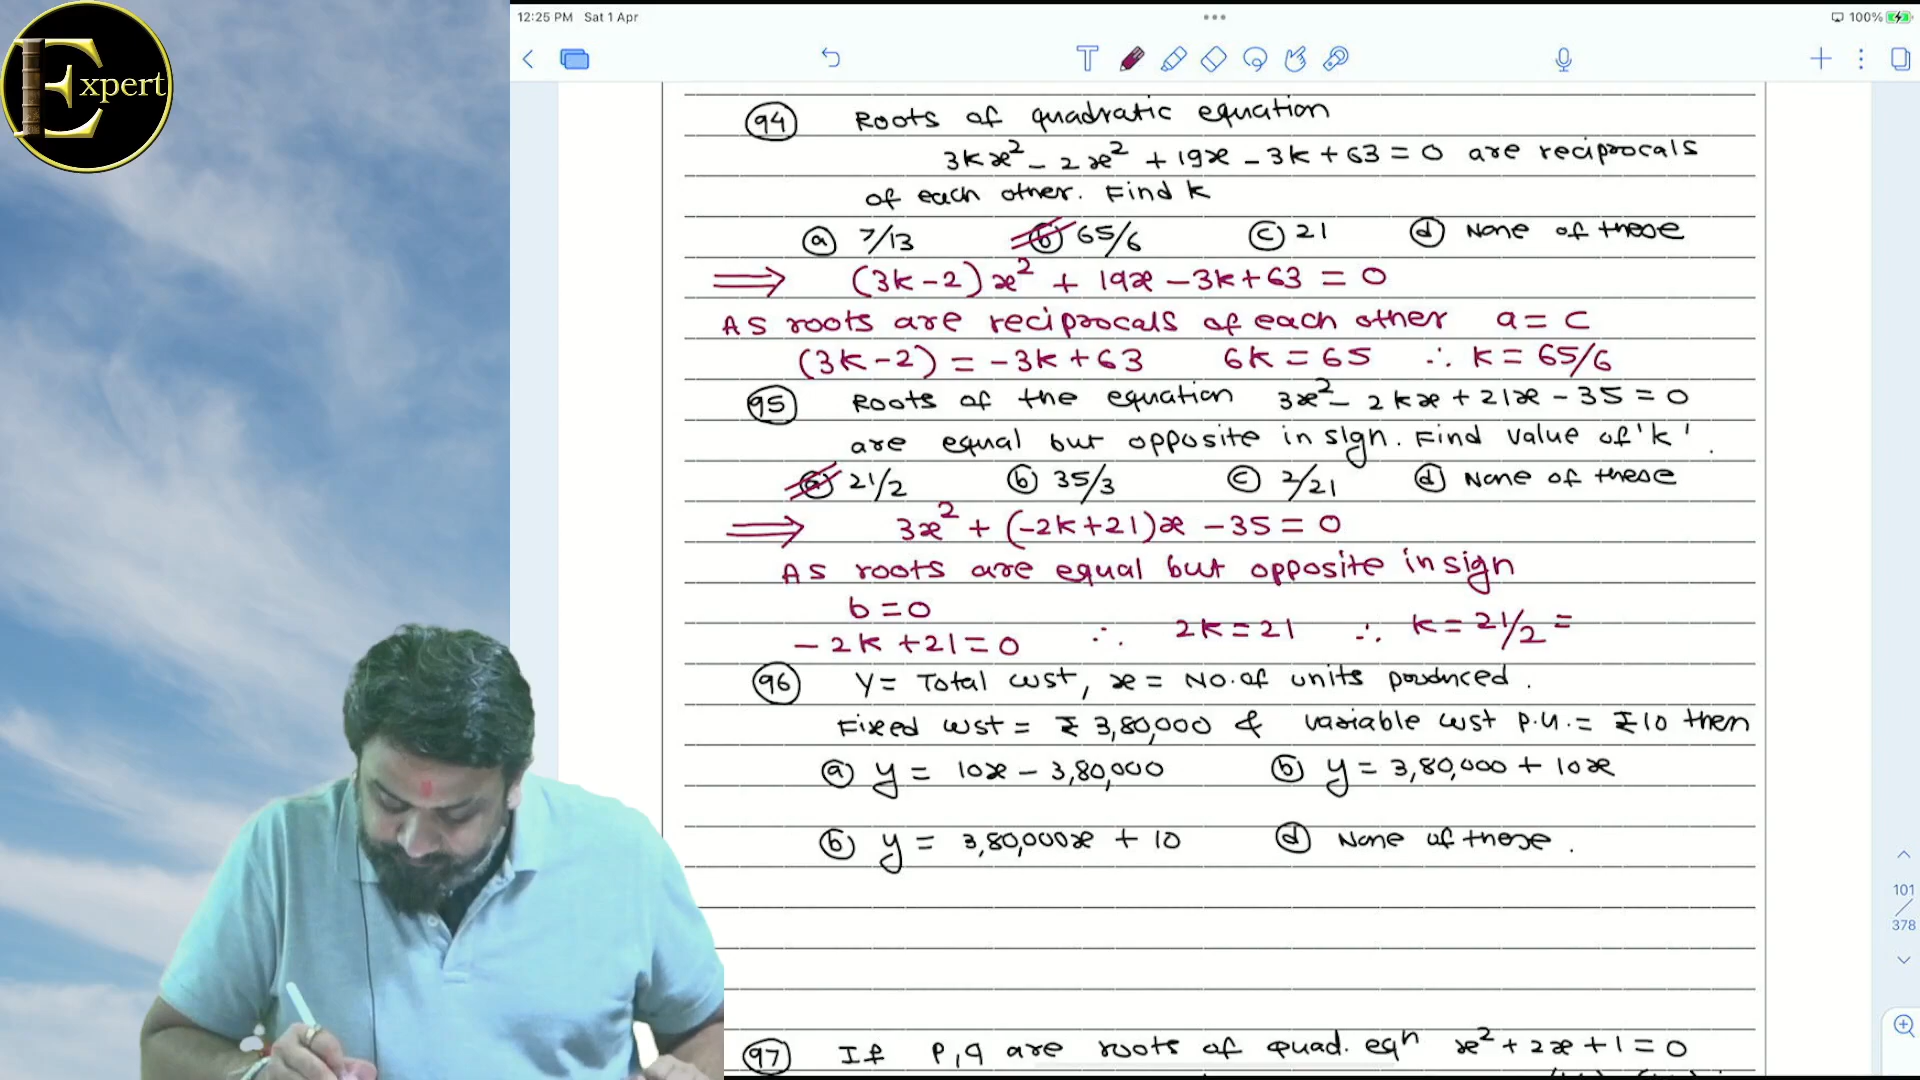 Expert
12:25 PM Sat 1 Apr
100%
94 Roots of quadratic equation
3kx² - 2x² + 19x - 3k + 63 = 0 are reciprocals
of each other. Find k
a 7/13 b 65/6 c 21 d None of these
⟹ (3k-2)x² + 19x - 3k + 63 = 0
As roots are reciprocals of each other a = c
(3k-2) = -3k+63 6k = 65 ∴ k = 65/6
95 Roots of the equation 3x² - 2kx + 21x - 35 = 0
are equal but opposite in sign. Find value of 'k'.
a 21/2 b 35/3 c 2/21 d None of these
⟹ 3x² + (-2k+21)x - 35 = 0
As roots are equal but opposite in sign
b = 0
-2k + 21 = 0 ∴ 2k = 21 ∴ k = 21/2 =
96 Y = Total cost, x = No. of units produced.
Fixed cost = ₹ 3,80,000 & variable cost p.u. = ₹10 then
a y = 10x - 3,80,000 b y = 3,80,000 + 10x
b y = 3,80,000x + 10 d None of these.
101
378
97 If P, q are roots of quad. eqn x² + 2x + 1 = 0